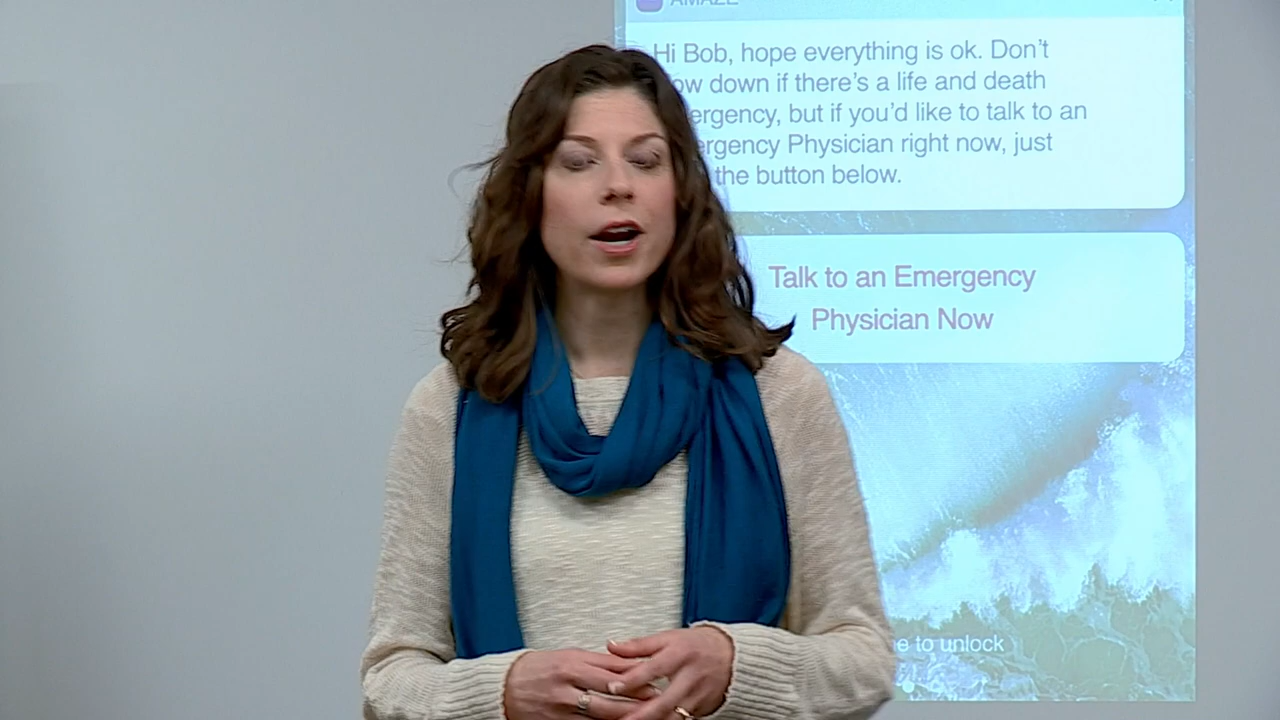 AMAZE
Hi Bob, hope everything is ok. Don't
ow down if there's a life and death
ergency, but if you'd like to talk to an
ergency Physician right now, just
the button below.
Talk to an Emergency
Physician Now
e to unlock